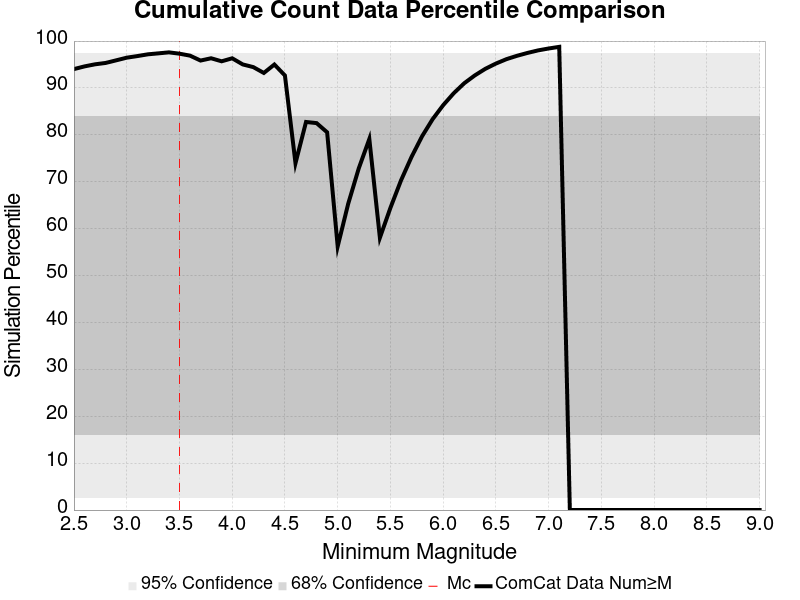 Cumulative Count Data Percentile Comparison
100
90
80
70
60
50
40
30
20
10
0
Simulation Percentile
2.5 3.0 3.5 4.0 4.5 5.0 5.5 6.0 6.5 7.0 7.5 8.0 8.5 9.0
Minimum Magnitude
95% Confidence 68% Confidence Mc ComCat Data Num≥M